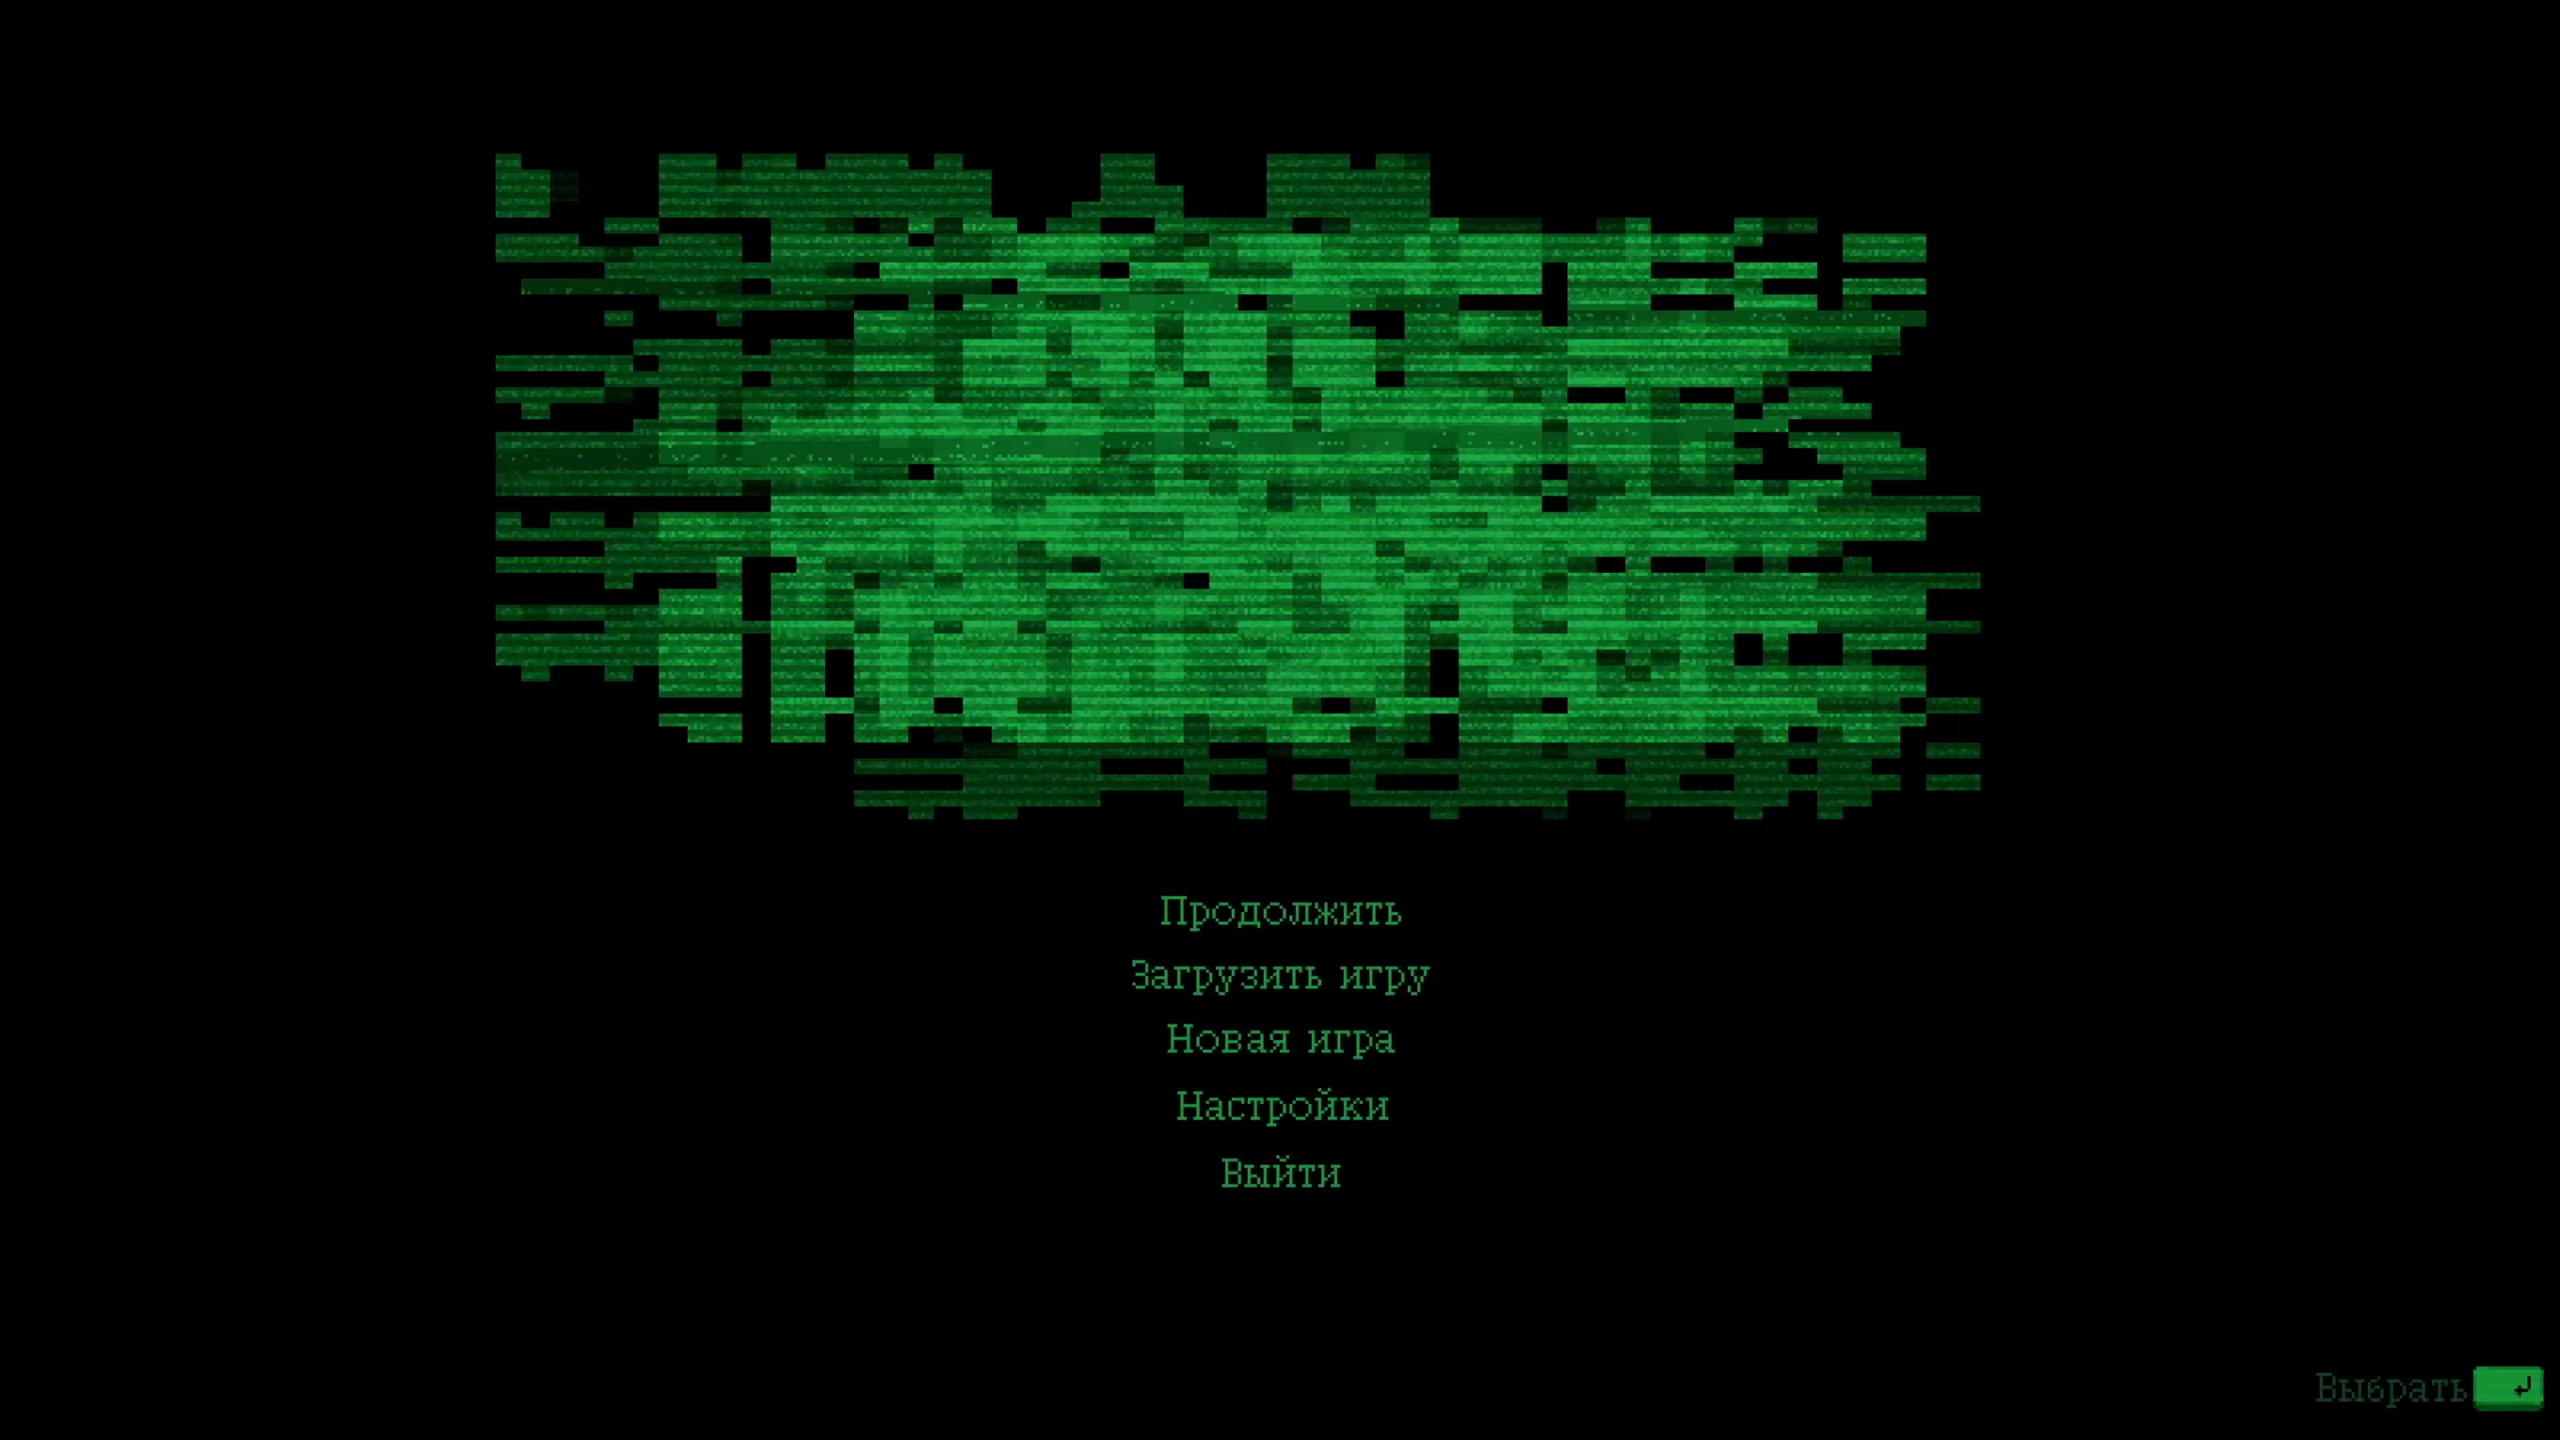 Продолжить
Загрузить игру
Новая игра
Настройки
Выйти
Выбрать